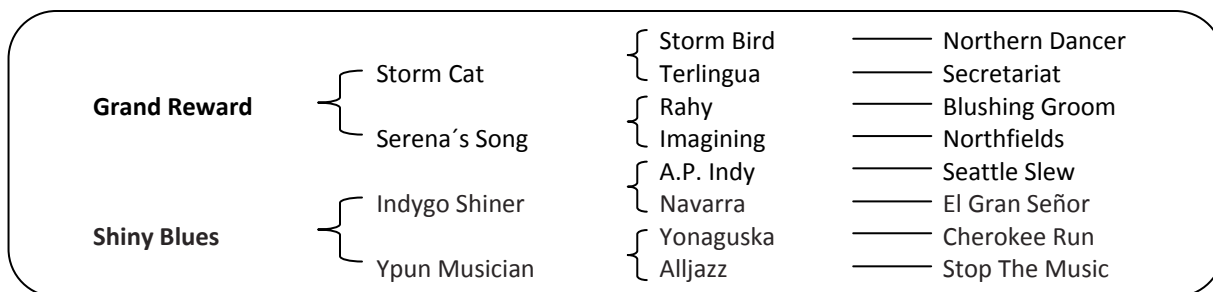 Storm Bird Northern Dancer
Storm Cat Terlingua Secretariat
Grand Reward Rahy Blushing Groom
Serena´s Song Imagining Northfields
A.P. Indy Seattle Slew
Indygo Shiner Navarra El Gran Señor
Shiny Blues Yonaguska Cherokee Run
Ypun Musician Alljazz Stop The Music